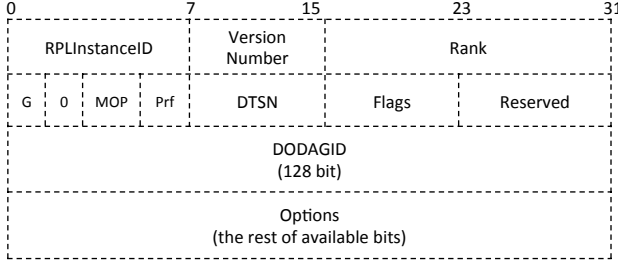 0 7 15 23 31
RPLInstanceID Version Number Rank
G 0 MOP Prf DTSN Flags Reserved
DODAGID
(128 bit)
Options
(the rest of available bits)